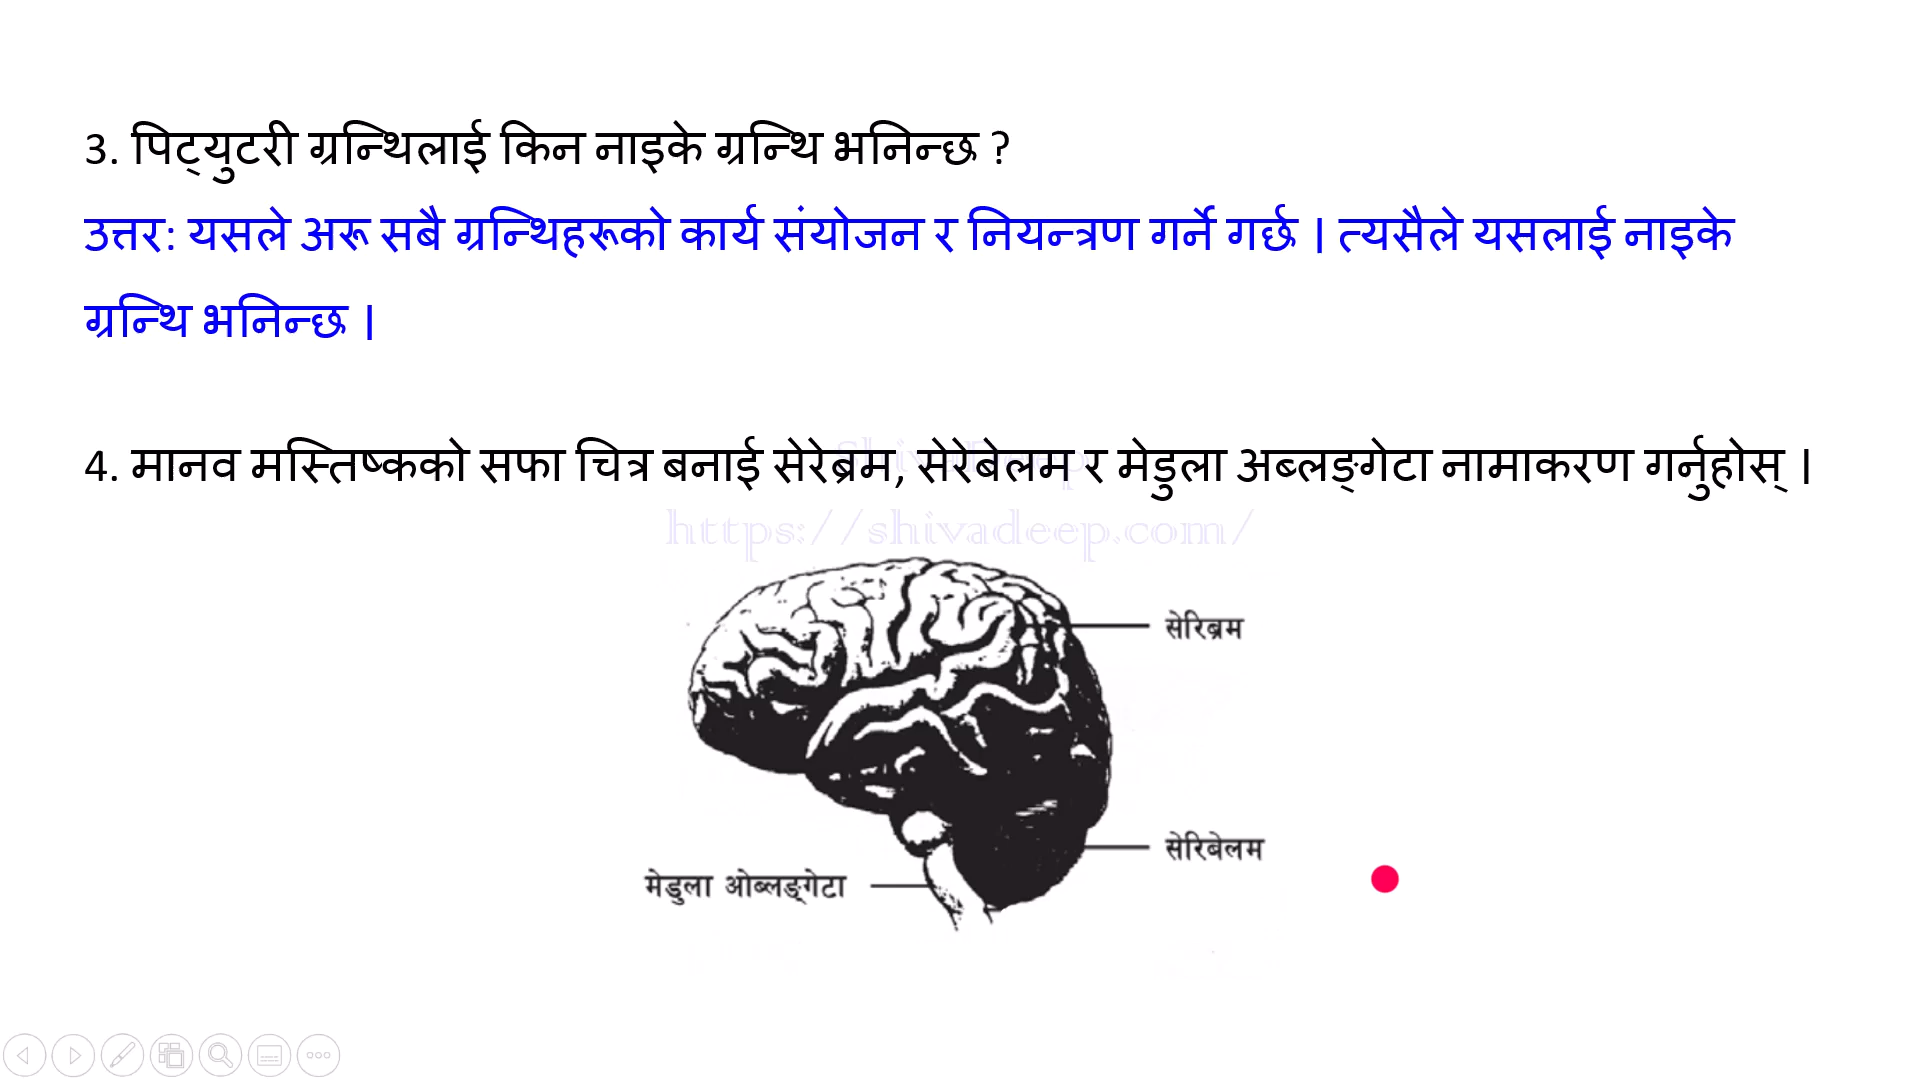 3. पिट्युटरी ग्रन्थिलाई किन नाइके ग्रन्थि भनिन्छ ?
उत्तर: यसले अरू सबै ग्रन्थिहरूको कार्य संयोजन र नियन्त्रण गर्ने गर्छ । त्यसैले यसलाई नाइके
ग्रन्थि भनिन्छ ।
4. मानव मस्तिष्कको सफा चित्र बनाई सेरेब्रम, सेरेबेलम र मेडुला अब्लङ्गेटा नामाकरण गर्नुहोस् ।
Shivadeep
https://shivadeep.com/
सेरिब्रम
सेरिबेलम
मेडुला ओब्लङ्गेटा